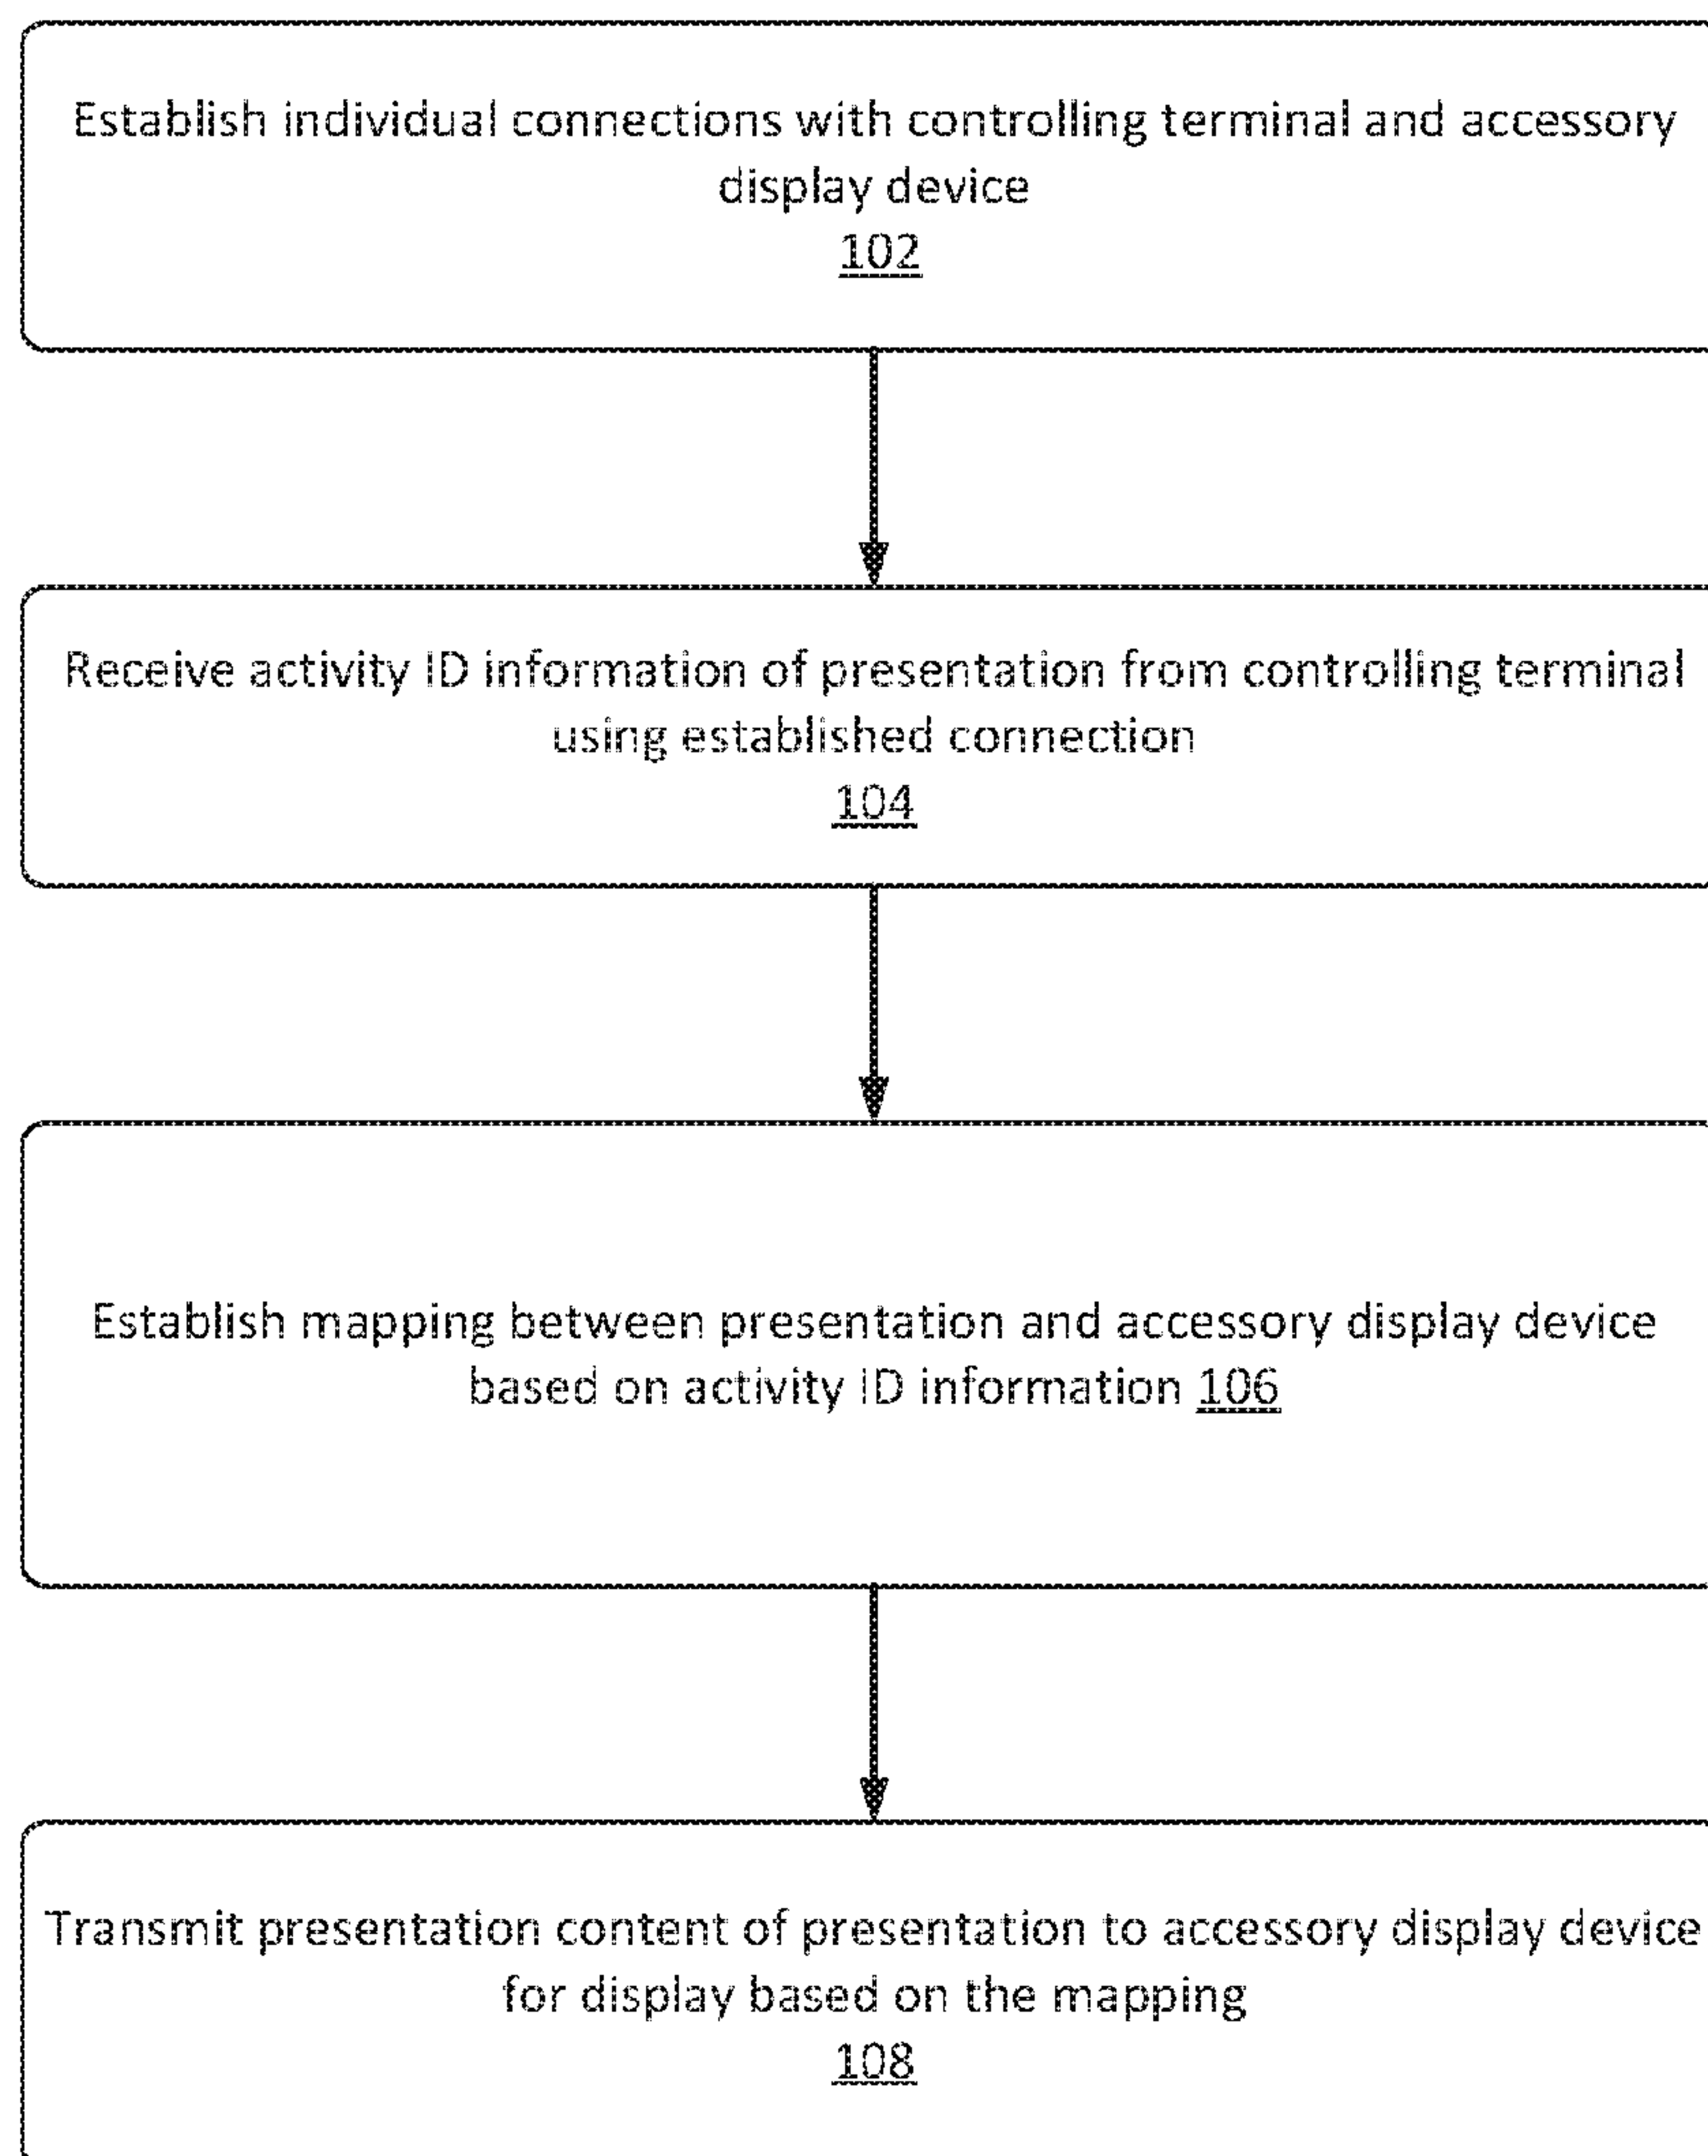 Establish individual connections with controlling terminal and accessory
display device
102
Receive activity ID information of presentation from controlling terminal
using established connection
104
Establish mapping between presentation and accessory display device
based on activity ID information 106
Transmit presentation content of presentation to accessory display device
for display based on the mapping
108